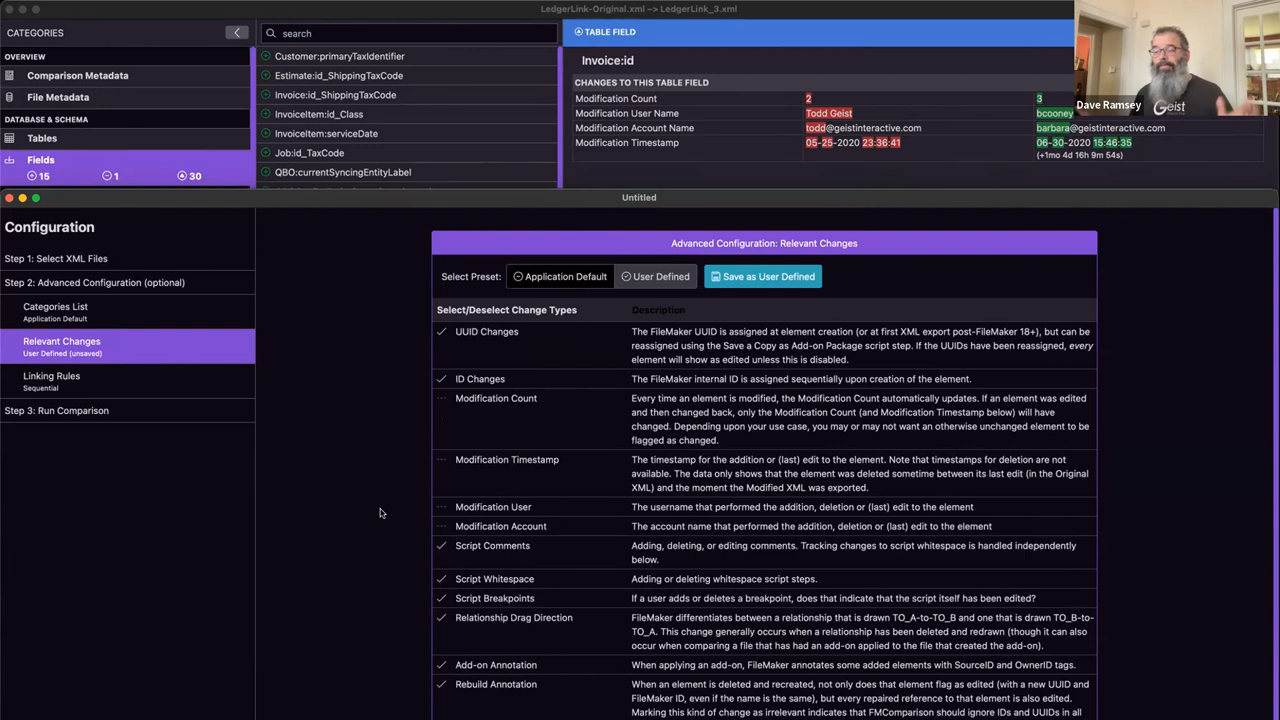 LedgerLink-Original.xml –> LedgerLink_3.xml
CATEGORIES
OVERVIEW
Comparison Metadata
File Metadata
DATABASE & SCHEMA
Tables
Fields
15 1 30
search
Customer:primaryTaxIdentifier
Estimate:id_ShippingTaxCode
Invoice:id_ShippingTaxCode
InvoiceItem:id_Class
InvoiceItem:serviceDate
Job:id_TaxCode
QBO:currentSyncingEntityLabel
TABLE FIELD
Invoice:id
CHANGES TO THIS TABLE FIELD
Modification Count 2 3
Modification User Name Todd Geist bcooney
Modification Account Name todd@geistinteractive.com barbara@geistinteractive.com
Modification Timestamp 05-25-2020 23:36:41 06-30-2020 15:46:35
(+1mo 4d 16h 9m 54s)
Dave Ramsey
Geist
Untitled
Configuration
Step 1: Select XML Files
Step 2: Advanced Configuration (optional)
Categories List
Application Default
Relevant Changes
User Defined (unsaved)
Linking Rules
Sequential
Step 3: Run Comparison
Advanced Configuration: Relevant Changes
Select Preset: Application Default User Defined Save as User Defined
Select/Deselect Change Types Description
UUID Changes The FileMaker UUID is assigned at element creation (or at first XML export post-FileMaker 18+), but can be
reassigned using the Save a Copy as Add-on Package script step. If the UUIDs have been reassigned, every
element will show as edited unless this is disabled.
ID Changes The FileMaker internal ID is assigned sequentially upon creation of the element.
Modification Count Every time an element is modified, the Modification Count automatically updates. If an element was edited
and then changed back, only the Modification Count (and Modification Timestamp below) will have
changed. Depending upon your use case, you may or may not want an otherwise unchanged element to be
flagged as changed.
Modification Timestamp The timestamp for the addition or (last) edit to the element. Note that timestamps for deletion are not
available. The data only shows that the element was deleted sometime between its last edit (in the Original
XML) and the moment the Modified XML was exported.
Modification User The username that performed the addition, deletion or (last) edit to the element
Modification Account The account name that performed the addition, deletion or (last) edit to the element
Script Comments Adding, deleting, or editing comments. Tracking changes to script whitespace is handled independently
below.
Script Whitespace Adding or deleting whitespace script steps.
Script Breakpoints If a user adds or deletes a breakpoint, does that indicate that the script itself has been edited?
Relationship Drag Direction FileMaker differentiates between a relationship that is drawn TO_A-to-TO_B and one that is drawn TO_B-to-
TO_A. This change generally occurs when a relationship has been deleted and redrawn (though it can also
occur when comparing a file that has had an add-on applied to the file that created the add-on).
Add-on Annotation When applying an add-on, FileMaker annotates some added elements with SourceID and OwnerID tags.
Rebuild Annotation When an element is deleted and recreated, not only does that element flag as edited (with a new UUID and
FileMaker ID, even if the name is the same), but every repaired reference to that element is also edited.
Marking this kind of change as irrelevant indicates that FMComparison should ignore IDs and UUIDs in all